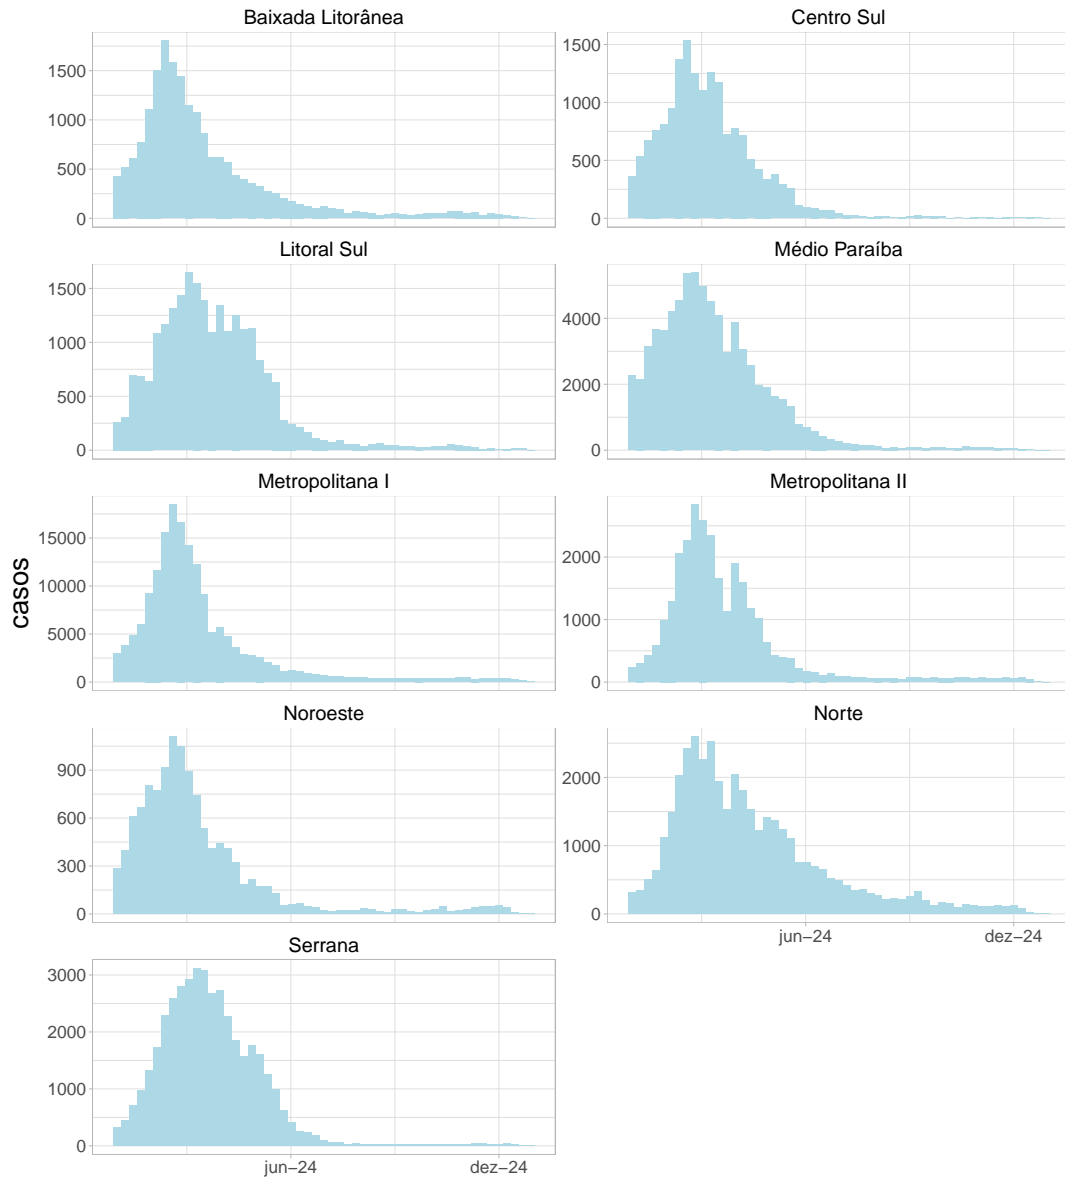 Baixada Litorânea
Centro Sul
1500
1000
500
0
1500
1000
500
0
Litoral Sul
Médio Paraíba
1500
1000
500
0
4000
2000
0
Metropolitana I
Metropolitana II
15000
10000
5000
0
2000
1000
0
casos
Noroeste
Norte
900
600
300
0
2000
1000
0
jun−24
dez−24
Serrana
3000
2000
1000
0
jun−24
dez−24